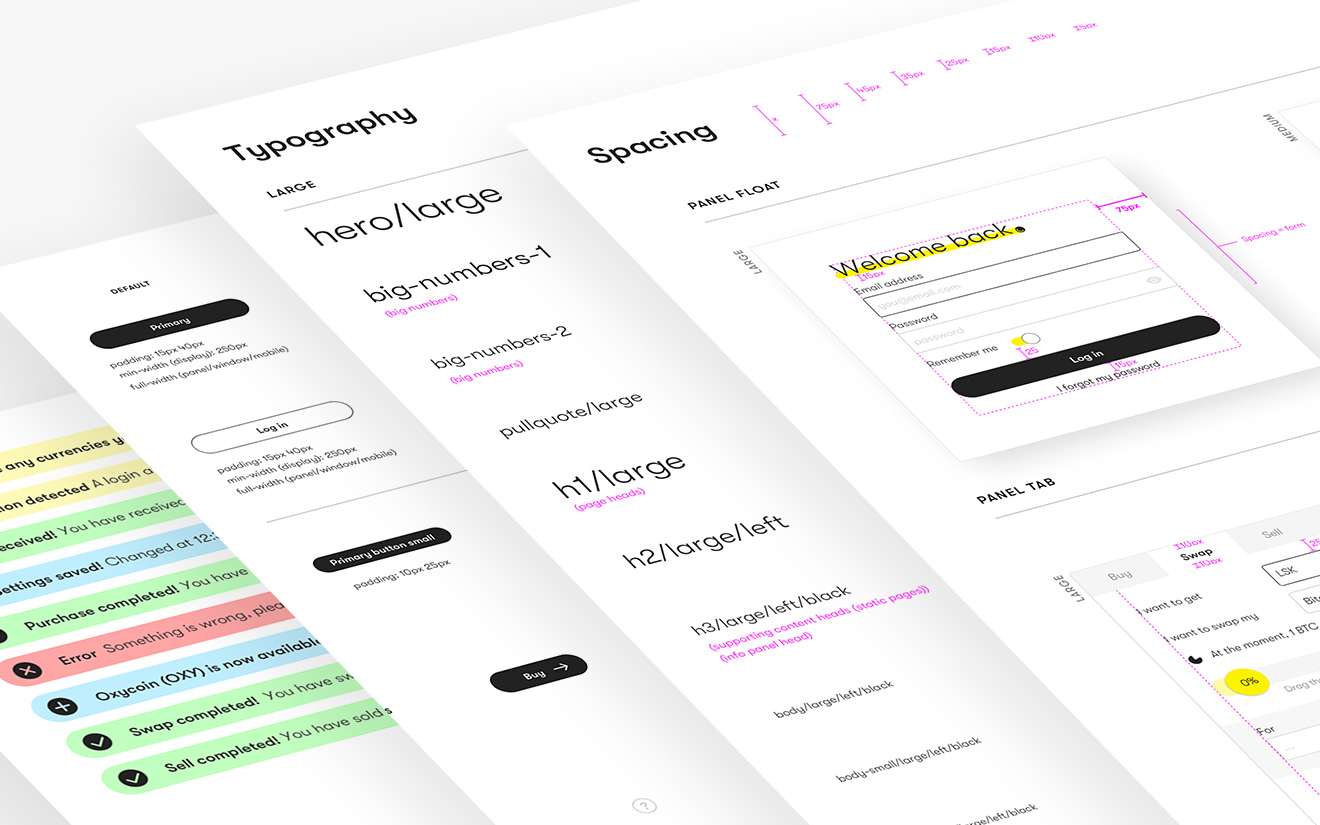 e any currencies y
ion detected A login a
eceived! You have received
ettings saved! Changed at 12:
Purchase completed! You have
Error Something is wrong, plea
Oxycoin (OXY) is now available
Swap completed! You have sw
Sell completed! You have sold s
DEFAULT
Primary
padding: 15px 40px
min-width (display): 250px
full-width (panel/window/mobile)
Log in
padding: 15px 40px
min-width (display): 250px
full-width (panel/window/mobile)
Primary button small
padding: 10px 25px
Buy
?
Typography
LARGE
hero/large
big-numbers-1
(big numbers)
big-numbers-2
(big numbers)
pullquote/large
h1/large
(page heads)
h2/large/left
h3/large/left/black
(supporting content heads (static pages))
(info panel head)
body/large/left/black
body-small/large/left/black
/large/left/black
Spacing
x
75px
45px
35px
25px
15px
10px
PANEL FLOAT
LARGE
MEDIUM
75px
Spacing = form
Welcome back.
15px
Email address
you@email.com
Password
password
Remember me
25
Log in
15px
I forgot my password
PANEL TAB
LARGE
Buy
10px
Swap
10px
Sell
25
I want to get
LSK
I want to swap my
Bitc
At the moment, 1 BTC
0%
Drag th
For
...